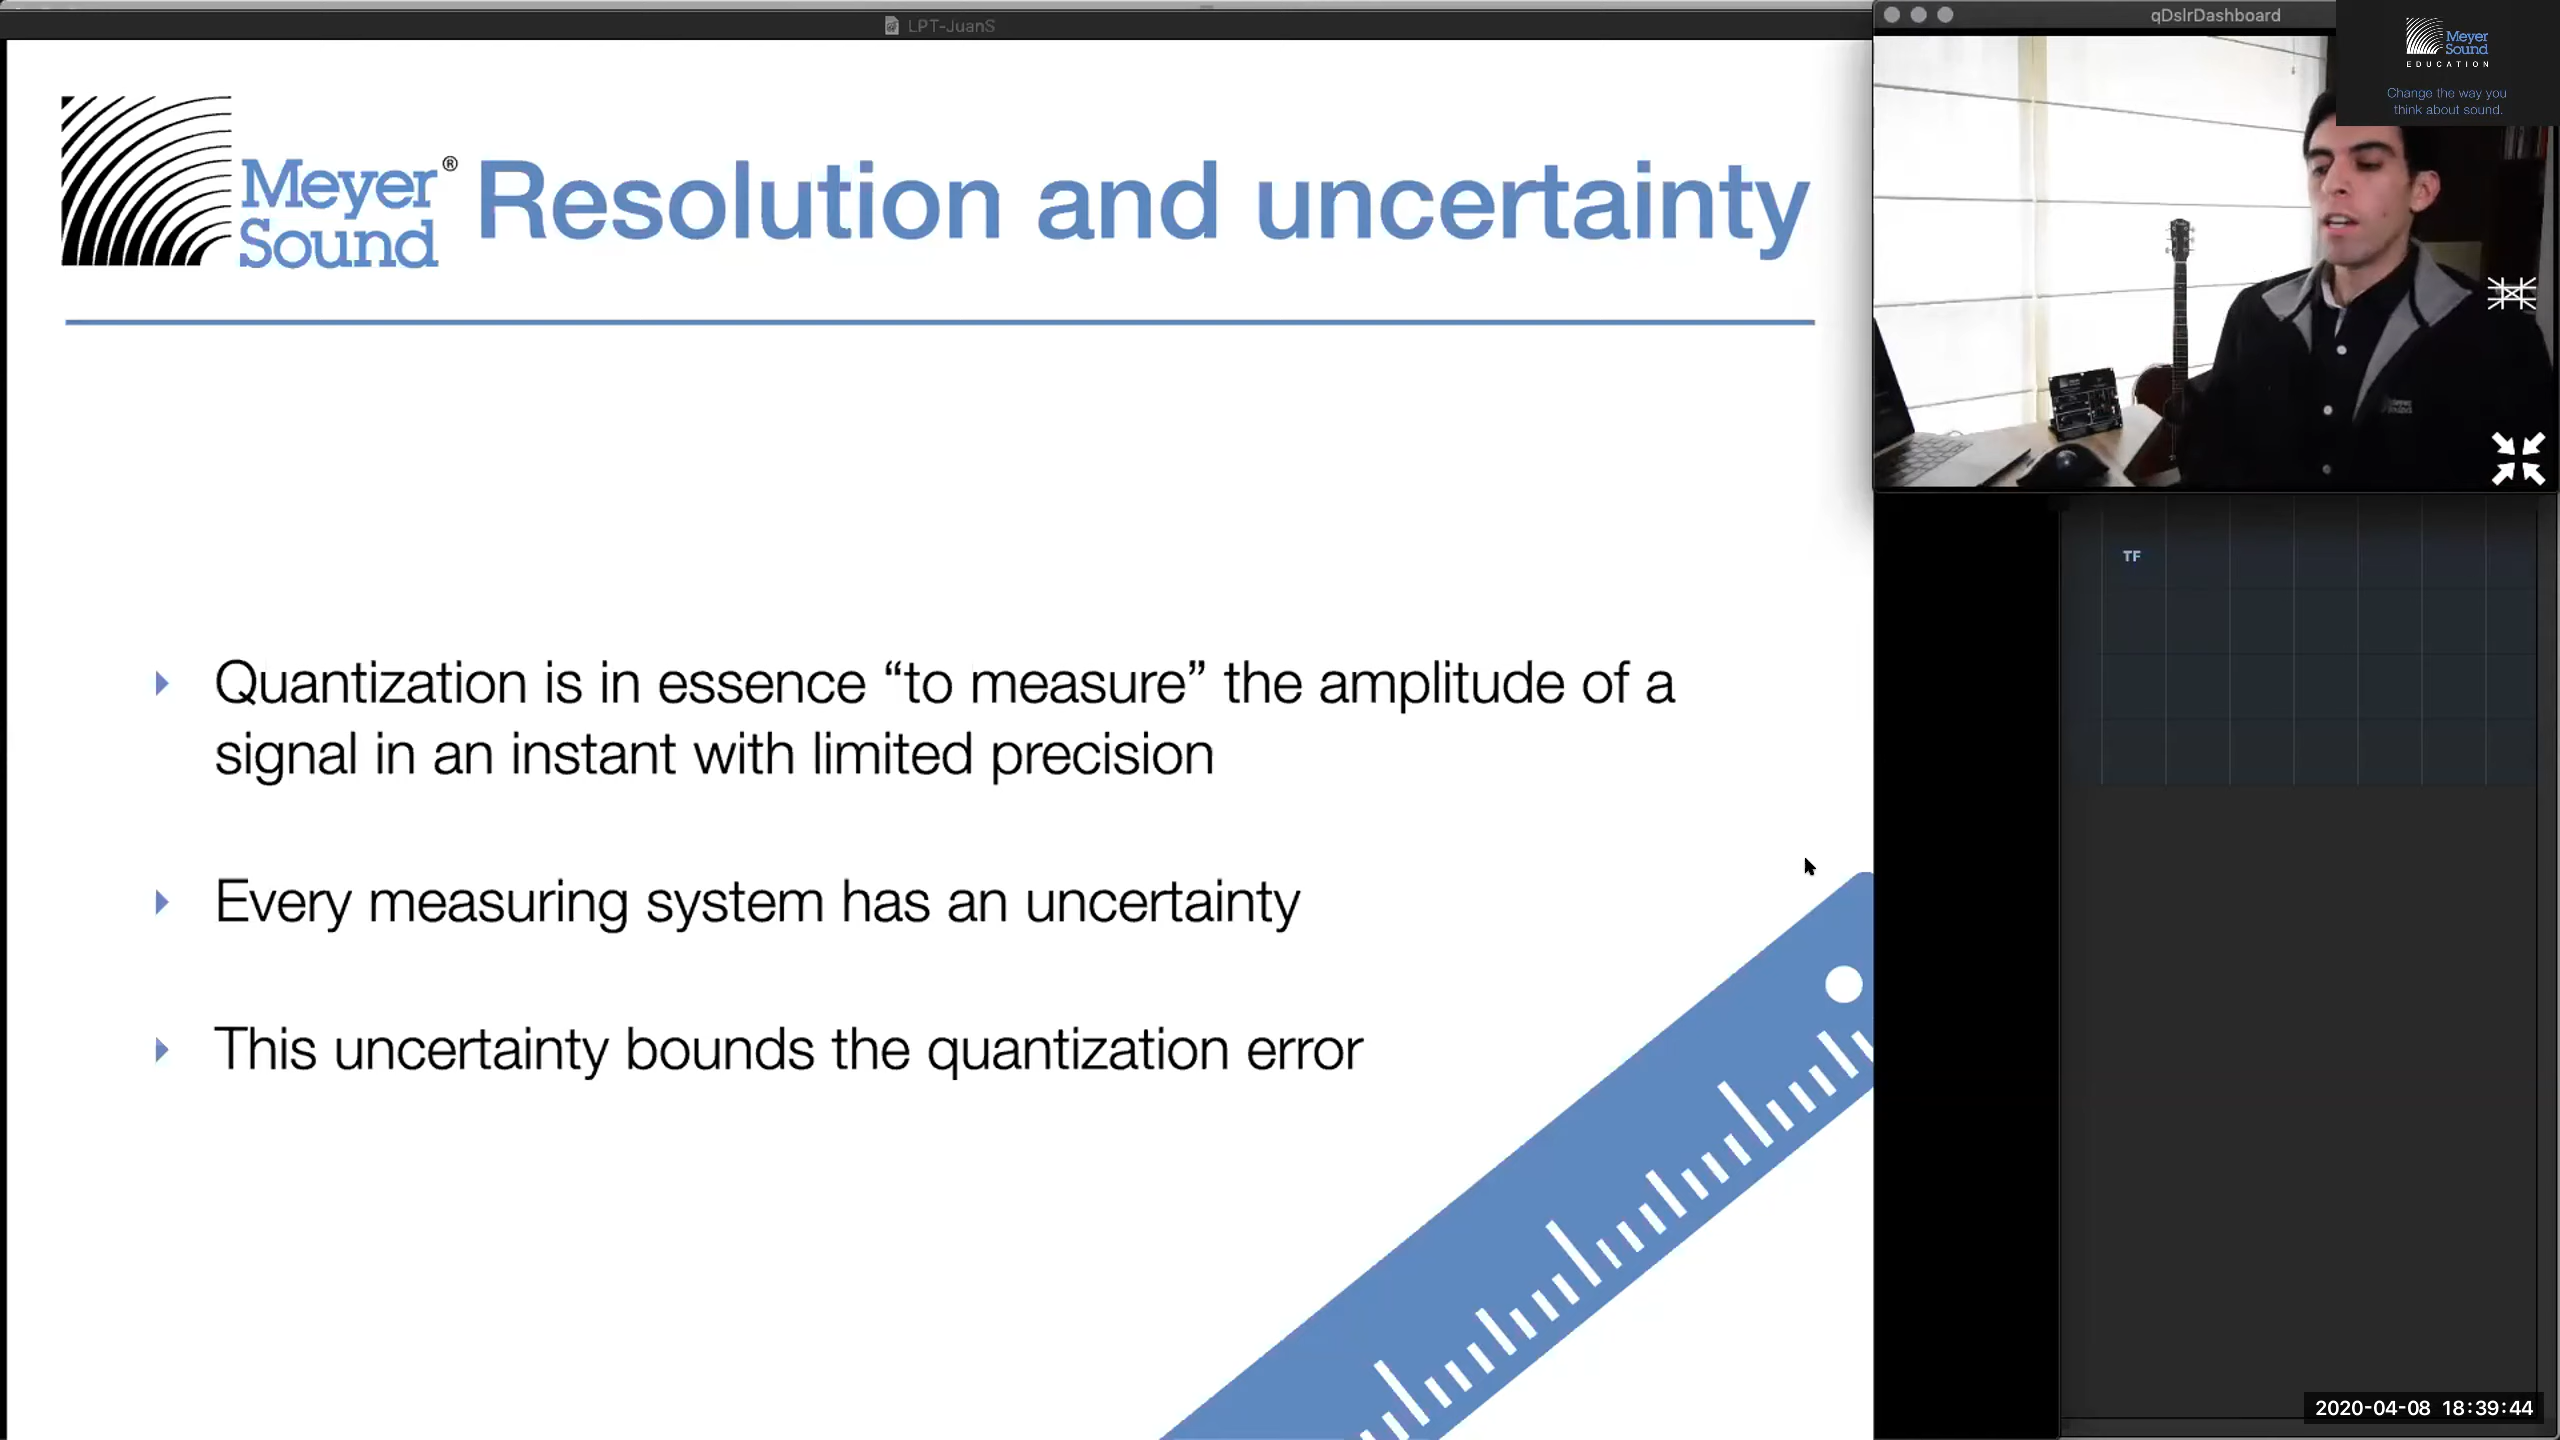 LPT-JuanS
Meyer
Sound
®
Resolution and uncertainty
Quantization is in essence “to measure” the amplitude of a
signal in an instant with limited precision
Every measuring system has an uncertainty
This uncertainty bounds the quantization error
qDslrDashboard
Meyer
Sound
EDUCATION
Change the way you
think about sound.
TF
2020-04-08 18:39:44